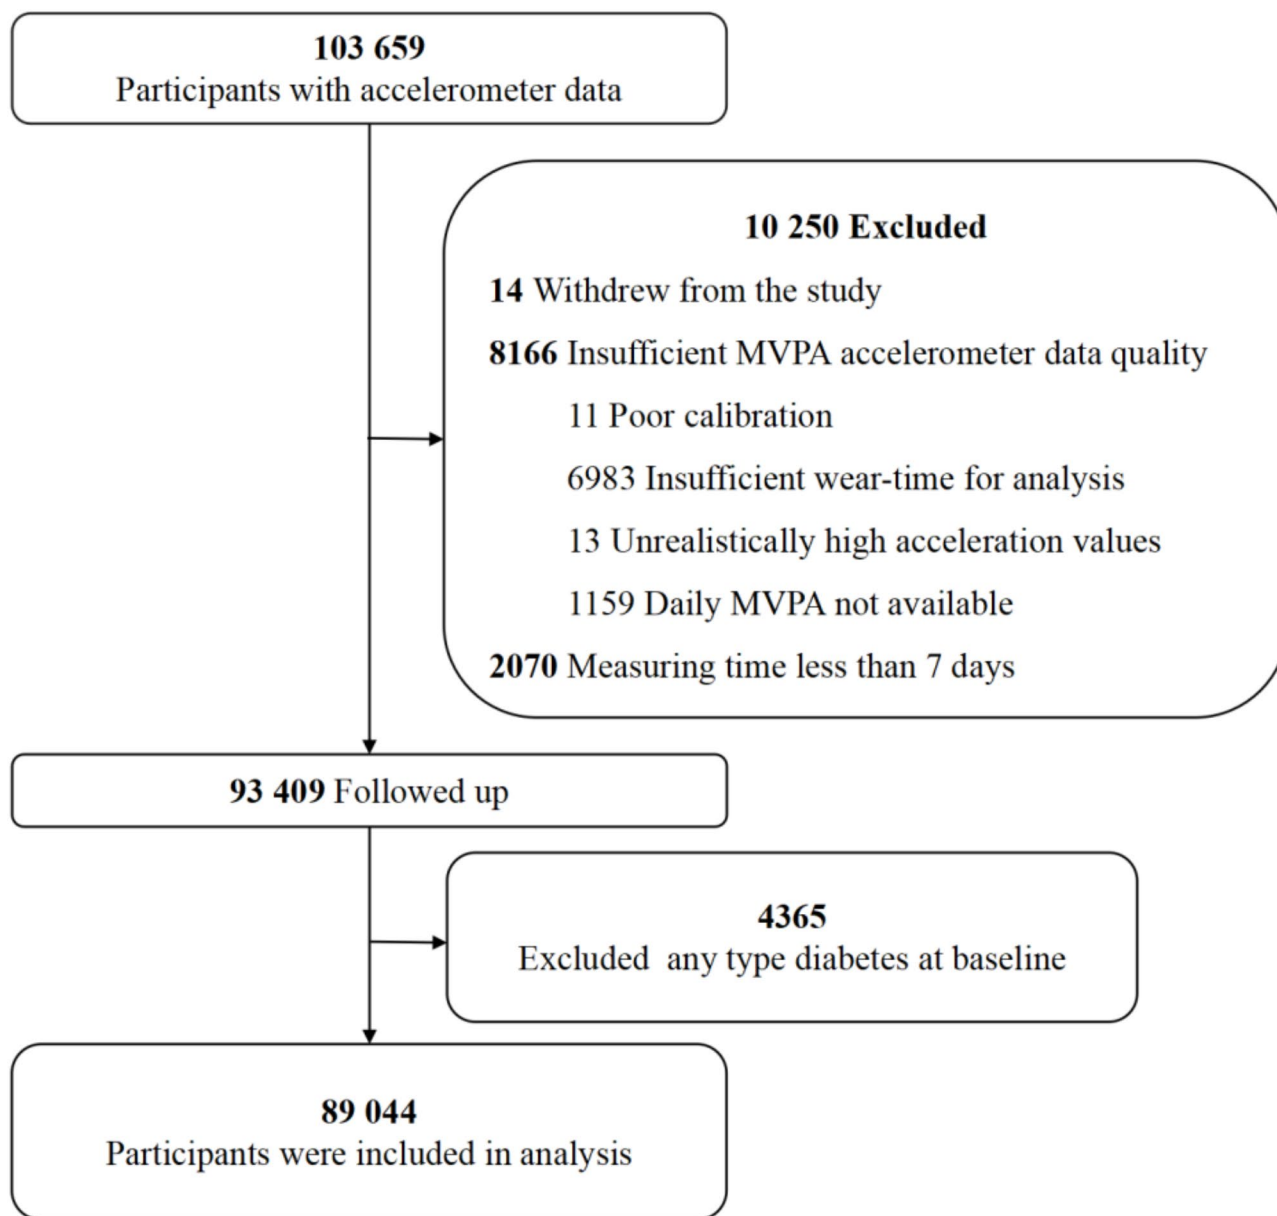 103 659
Participants with accelerometer data
10 250 Excluded
14 Withdrew from the study
8166 Insufficient MVPA accelerometer data quality
11 Poor calibration
6983 Insufficient wear-time for analysis
13 Unrealistically high acceleration values
1159 Daily MVPA not available
2070 Measuring time less than 7 days
93 409 Followed up
4365
Excluded any type diabetes at baseline
89 044
Participants were included in analysis